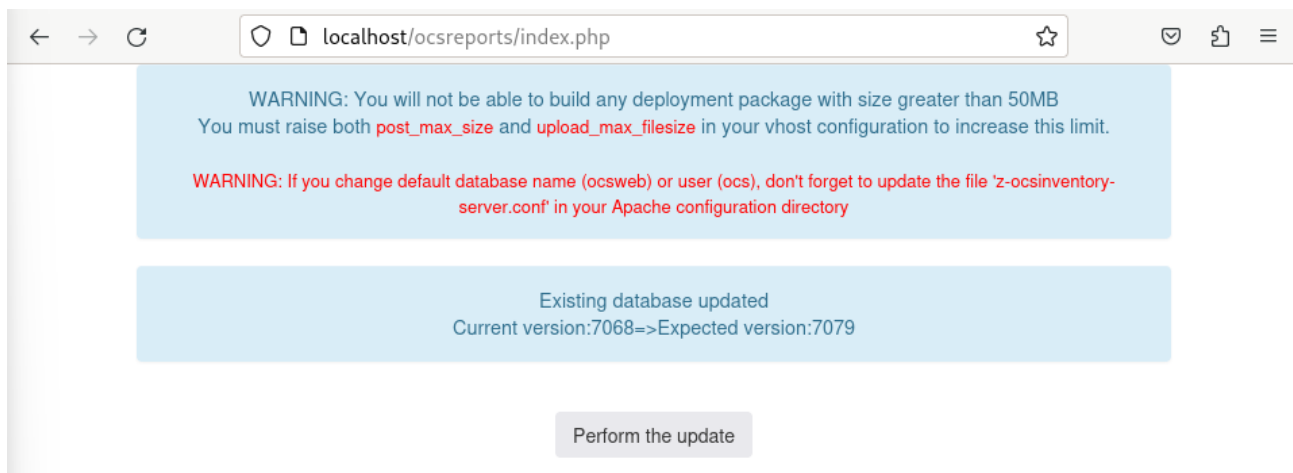 localhost/ocsreports/index.php
WARNING: You will not be able to build any deployment package with size greater than 50MB
You must raise both post_max_size and upload_max_filesize in your vhost configuration to increase this limit.
WARNING: If you change default database name (ocsweb) or user (ocs), don't forget to update the file 'z-ocsinventory-
server.conf' in your Apache configuration directory
Existing database updated
Current version:7068=>Expected version:7079
Perform the update